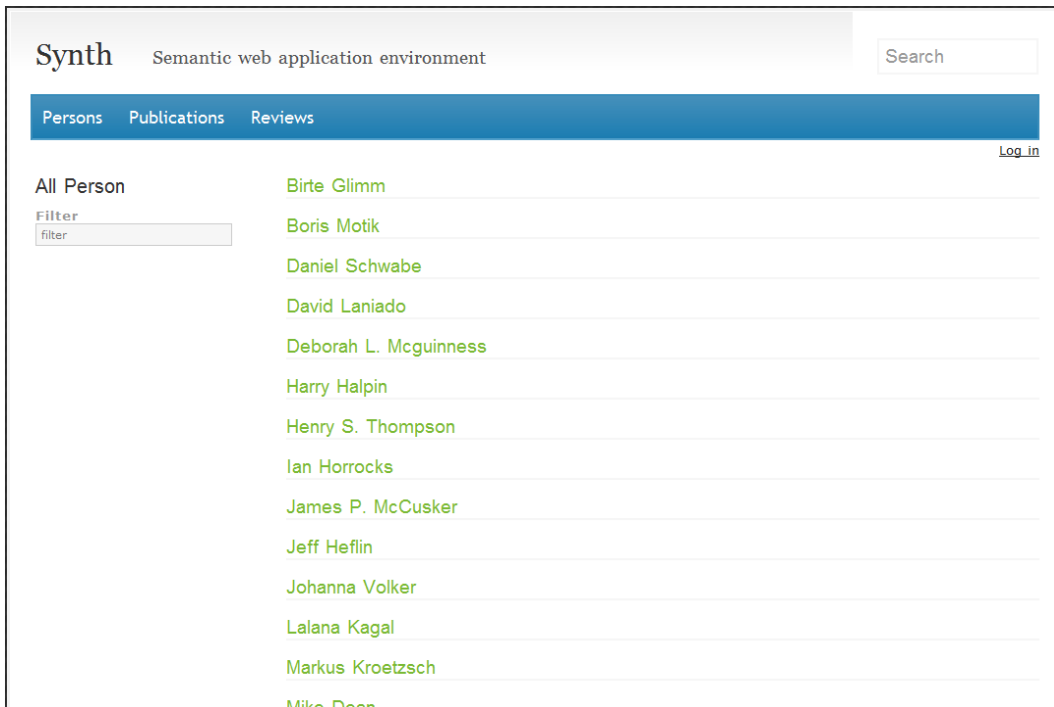 Synth Semantic web application environment
Search
Persons Publications Reviews
Log in
All Person
Filter
filter
Birte Glimm
Boris Motik
Daniel Schwabe
David Laniado
Deborah L. Mcguinness
Harry Halpin
Henry S. Thompson
Ian Horrocks
James P. McCusker
Jeff Heflin
Johanna Volker
Lalana Kagal
Markus Kroetzsch
Mike Dean